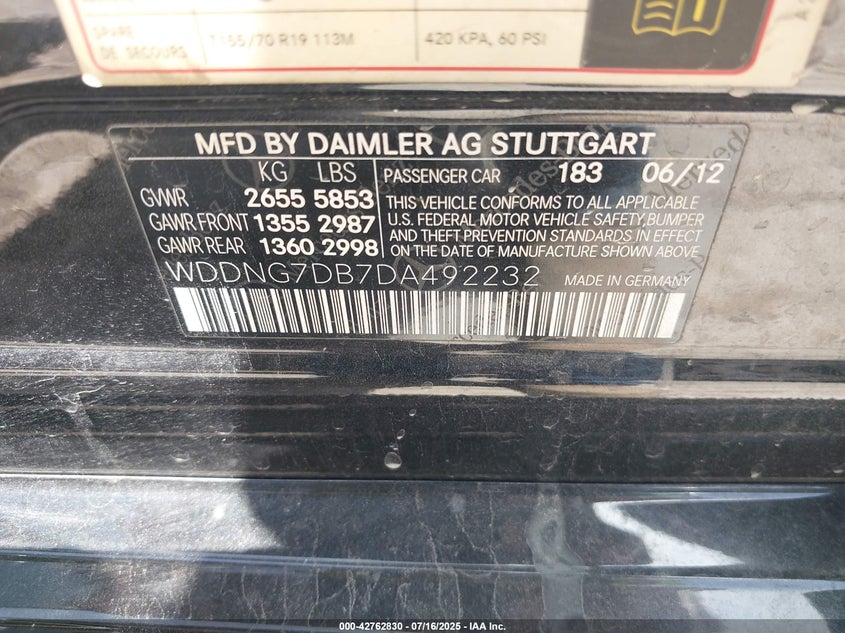 SPARE
DE SECOURS T155/70 R19 113M 420 KPA, 60 PSI
MFD BY DAIMLER AG STUTTGART
KG LBS
GVWR 2655 5853
GAWR FRONT 1355 2987
GAWR REAR 1360 2998
PASSENGER CAR 183 06/12
THIS VEHICLE CONFORMS TO ALL APPLICABLE
U.S. FEDERAL MOTOR VEHICLE SAFETY,BUMPER
AND THEFT PREVENTION STANDARDS IN EFFECT
ON THE DATE OF MANUFACTURE SHOWN ABOVE
WDDNG7DB7DA492232 MADE IN GERMANY
000-42762830 - 07/16/2025 - IAA Inc.